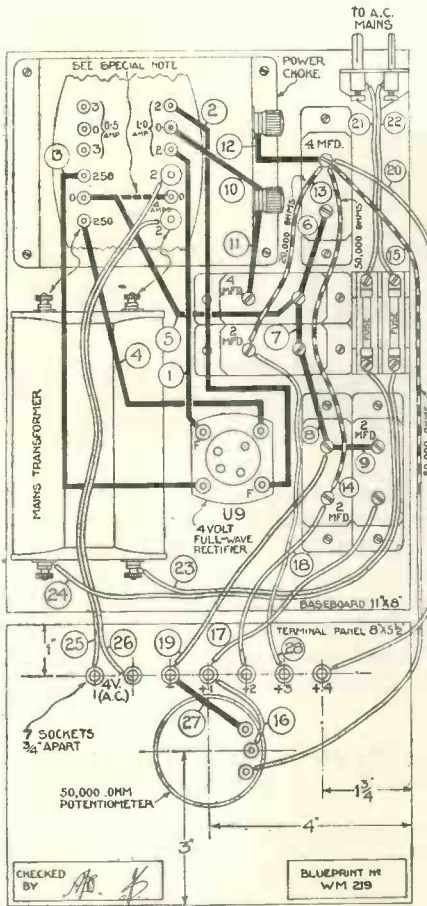 TO A.C.
MAINS
SEE SPECIAL NOTE
POWER
CHOKE
3
0
3
0·5
AMP
1·0
AMP
2
0
2
2
12
21
22
20
4 MFD.
3
250
0
250
2
0
2
4
AMP
10
13
6
20,000 OHMS
50,000 OHMS
15
11
4
MFD
5
2
MFD
7
FUSE
FUSE
4
1
MAINS TRANSFORMER
F
F
U9
4 VOLT
FULL-WAVE
RECTIFIER
8
2
MFD
9
50,000 OHMS
14
2
MFD
18
23
24
BASEBOARD 11"X8"
TERMINAL PANEL 8"X5½"
1"
25
26
19
17
28
4V.
(A.C.)
-
+1
+2
+3
+4
7 SOCKETS
¾" APART
27
16
50,000 .OHM
POTENTIOMETER
1¾"
4"
3"
CHECKED
BY
BLUEPRINT Nº
WM 219